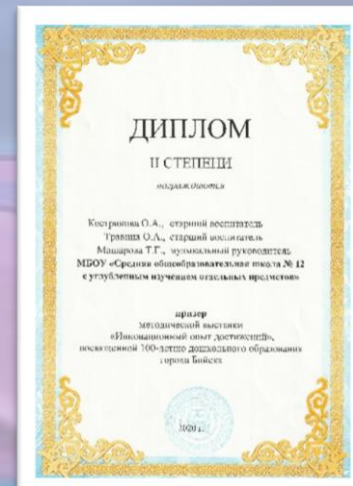 ДИПЛОМ
II СТЕПЕНИ
награждаются
О.А., старший воспитатель
Травина О.А., старший воспитатель
Машарова Т.Г., музыкальный руководитель
МБОУ «Средняя общеобразовательная школа № 12
с углубленным изучением отдельных предметов»
призер
методической выставки
«Инновационный опыт достижений»,
посвященной 100-летию дошкольного образования
города Бийска
2020 г.